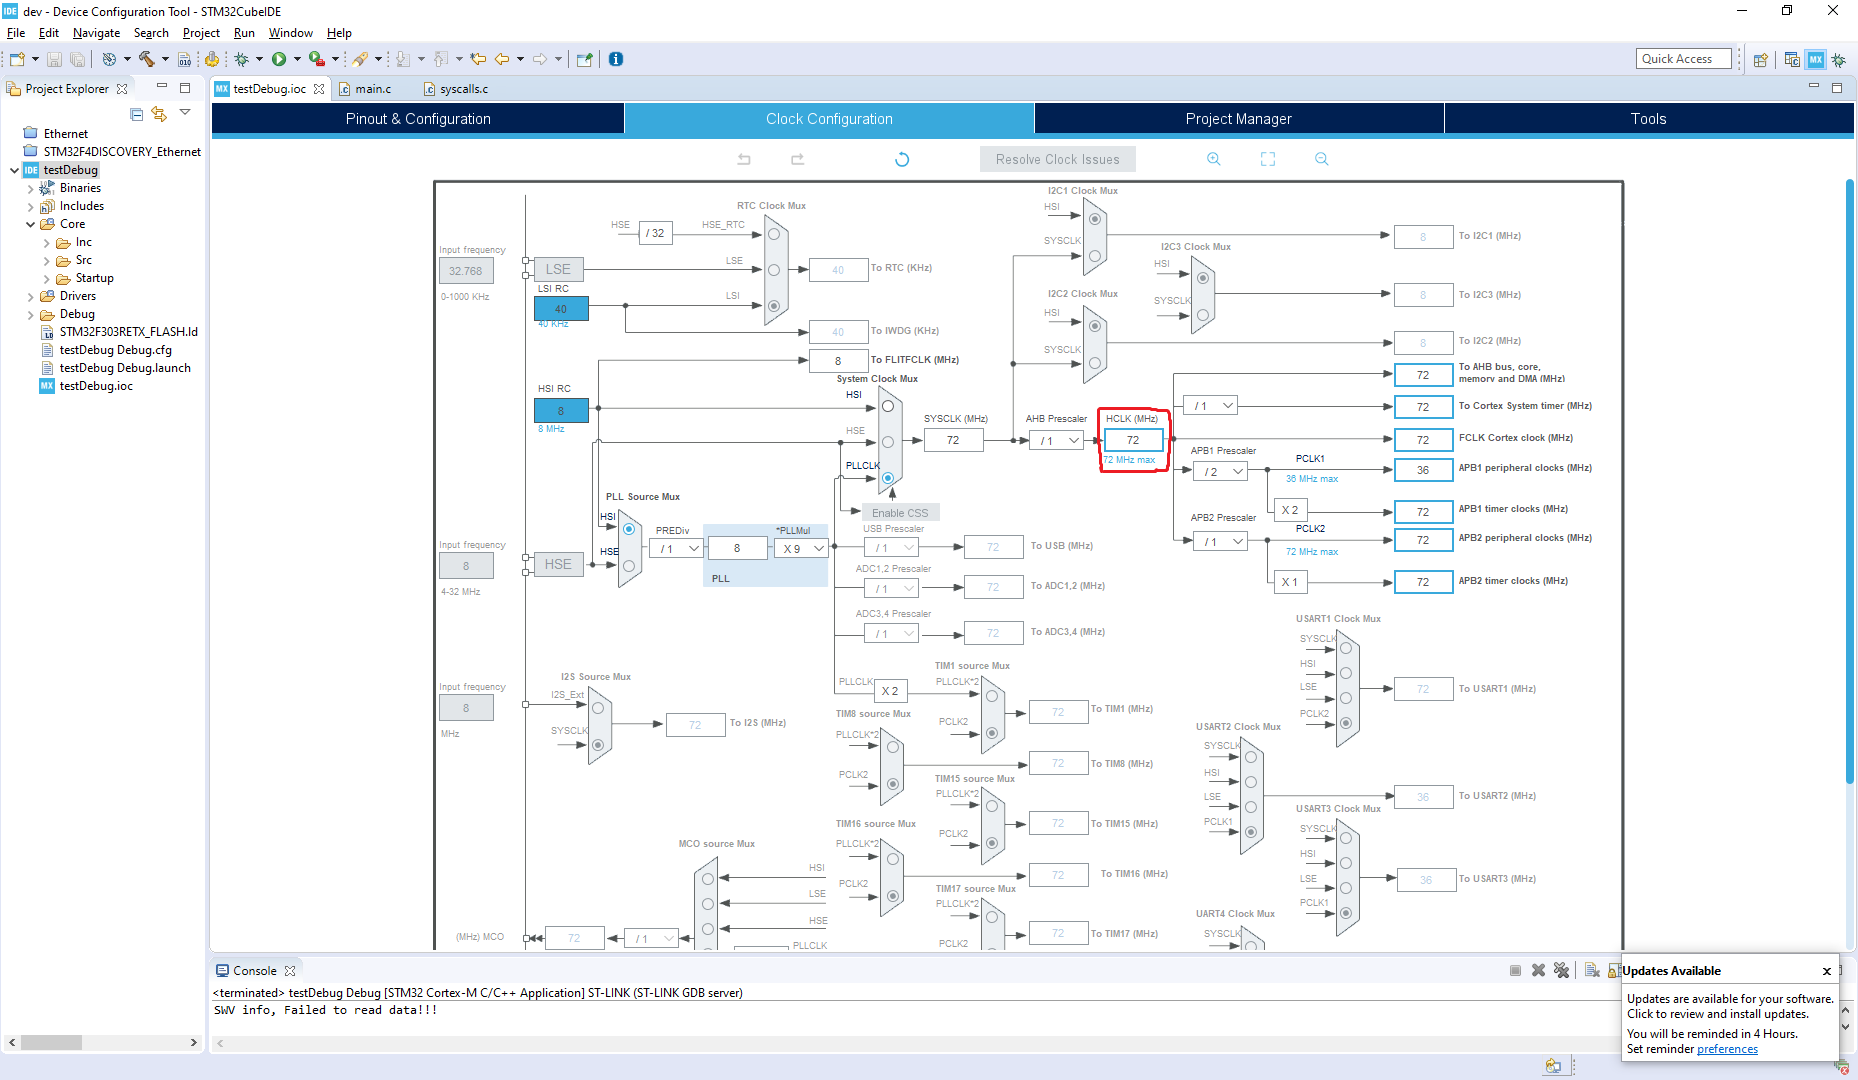 dev - Device Configuration Tool - STM32CubeIDE
File Edit Navigate Search Project Run Window Help
Quick Access
Project Explorer
testDebug.ioc main.c syscalls.c
Pinout & Configuration Clock Configuration Project Manager Tools
Resolve Clock Issues
Ethernet
STM32F4DISCOVERY_Ethernet
testDebug
Binaries
Includes
Core
Inc
Src
Startup
Drivers
Debug
STM32F303RETX_FLASH.ld
testDebug Debug.cfg
testDebug Debug.launch
testDebug.ioc
RTC Clock Mux
HSE / 32 HSE_RTC
Input frequency
32.768
0-1000 KHz
LSE
LSE
40 To RTC (KHz)
LSI RC
40
40 KHz
LSI
40 To IWDG (KHz)
8 To FLITFCLK (MHz)
System Clock Mux
HSI RC
8
8 MHz
HSI
HSE
PLLCLK
Enable CSS
SYSCLK (MHz)
72
AHB Prescaler
/ 1
HCLK (MHz)
72
72 MHz max
I2C1 Clock Mux
HSI
SYSCLK
8 To I2C1 (MHz)
I2C3 Clock Mux
HSI
SYSCLK
8 To I2C3 (MHz)
I2C2 Clock Mux
HSI
SYSCLK
8 To I2C2 (MHz)
72 To AHB bus, core,
memory and DMA (MHz)
/ 1 72 To Cortex System timer (MHz)
72 FCLK Cortex clock (MHz)
APB1 Prescaler
/ 2
PCLK1
36 MHz max
36 APB1 peripheral clocks (MHz)
X 2 72 APB1 timer clocks (MHz)
APB2 Prescaler
/ 1
PCLK2
72 MHz max
72 APB2 peripheral clocks (MHz)
X 1 72 APB2 timer clocks (MHz)
PLL Source Mux
HSI
HSE
Input frequency
8
4-32 MHz
HSE
PREDiv
/ 1
8
*PLLMul
X 9
PLL
USB Prescaler
/ 1 72 To USB (MHz)
ADC1,2 Prescaler
/ 1 72 To ADC1,2 (MHz)
ADC3,4 Prescaler
/ 1 72 To ADC3,4 (MHz)
Input frequency
8
MHz
I2S Source Mux
I2S_Ext
SYSCLK
72 To I2S (MHz)
PLLCLK X 2
TIM1 source Mux
PLLCLK*2
PCLK2
72 To TIM1 (MHz)
TIM8 source Mux
PLLCLK*2
PCLK2
72 To TIM8 (MHz)
TIM15 source Mux
PLLCLK*2
PCLK2
72 To TIM15 (MHz)
TIM16 source Mux
PLLCLK*2
PCLK2
72 To TIM16 (MHz)
TIM17 source Mux
PLLCLK*2
PCLK2
72 To TIM17 (MHz)
USART1 Clock Mux
SYSCLK
HSI
LSE
PCLK2
72 To USART1 (MHz)
USART2 Clock Mux
SYSCLK
HSI
LSE
PCLK1
36 To USART2 (MHz)
USART3 Clock Mux
SYSCLK
HSI
LSE
PCLK1
36 To USART3 (MHz)
UART4 Clock Mux
SYSCLK
MCO source Mux
HSI
LSE
HSE
PLLCLK
(MHz) MCO 72 / 1
Console
<terminated> testDebug Debug [STM32 Cortex-M C/C++ Application] ST-LINK (ST-LINK GDB server)
SWV info, Failed to read data!!!
Updates Available
x
Updates are available for your software.
Click to review and install updates.
You will be reminded in 4 Hours.
Set reminder preferences